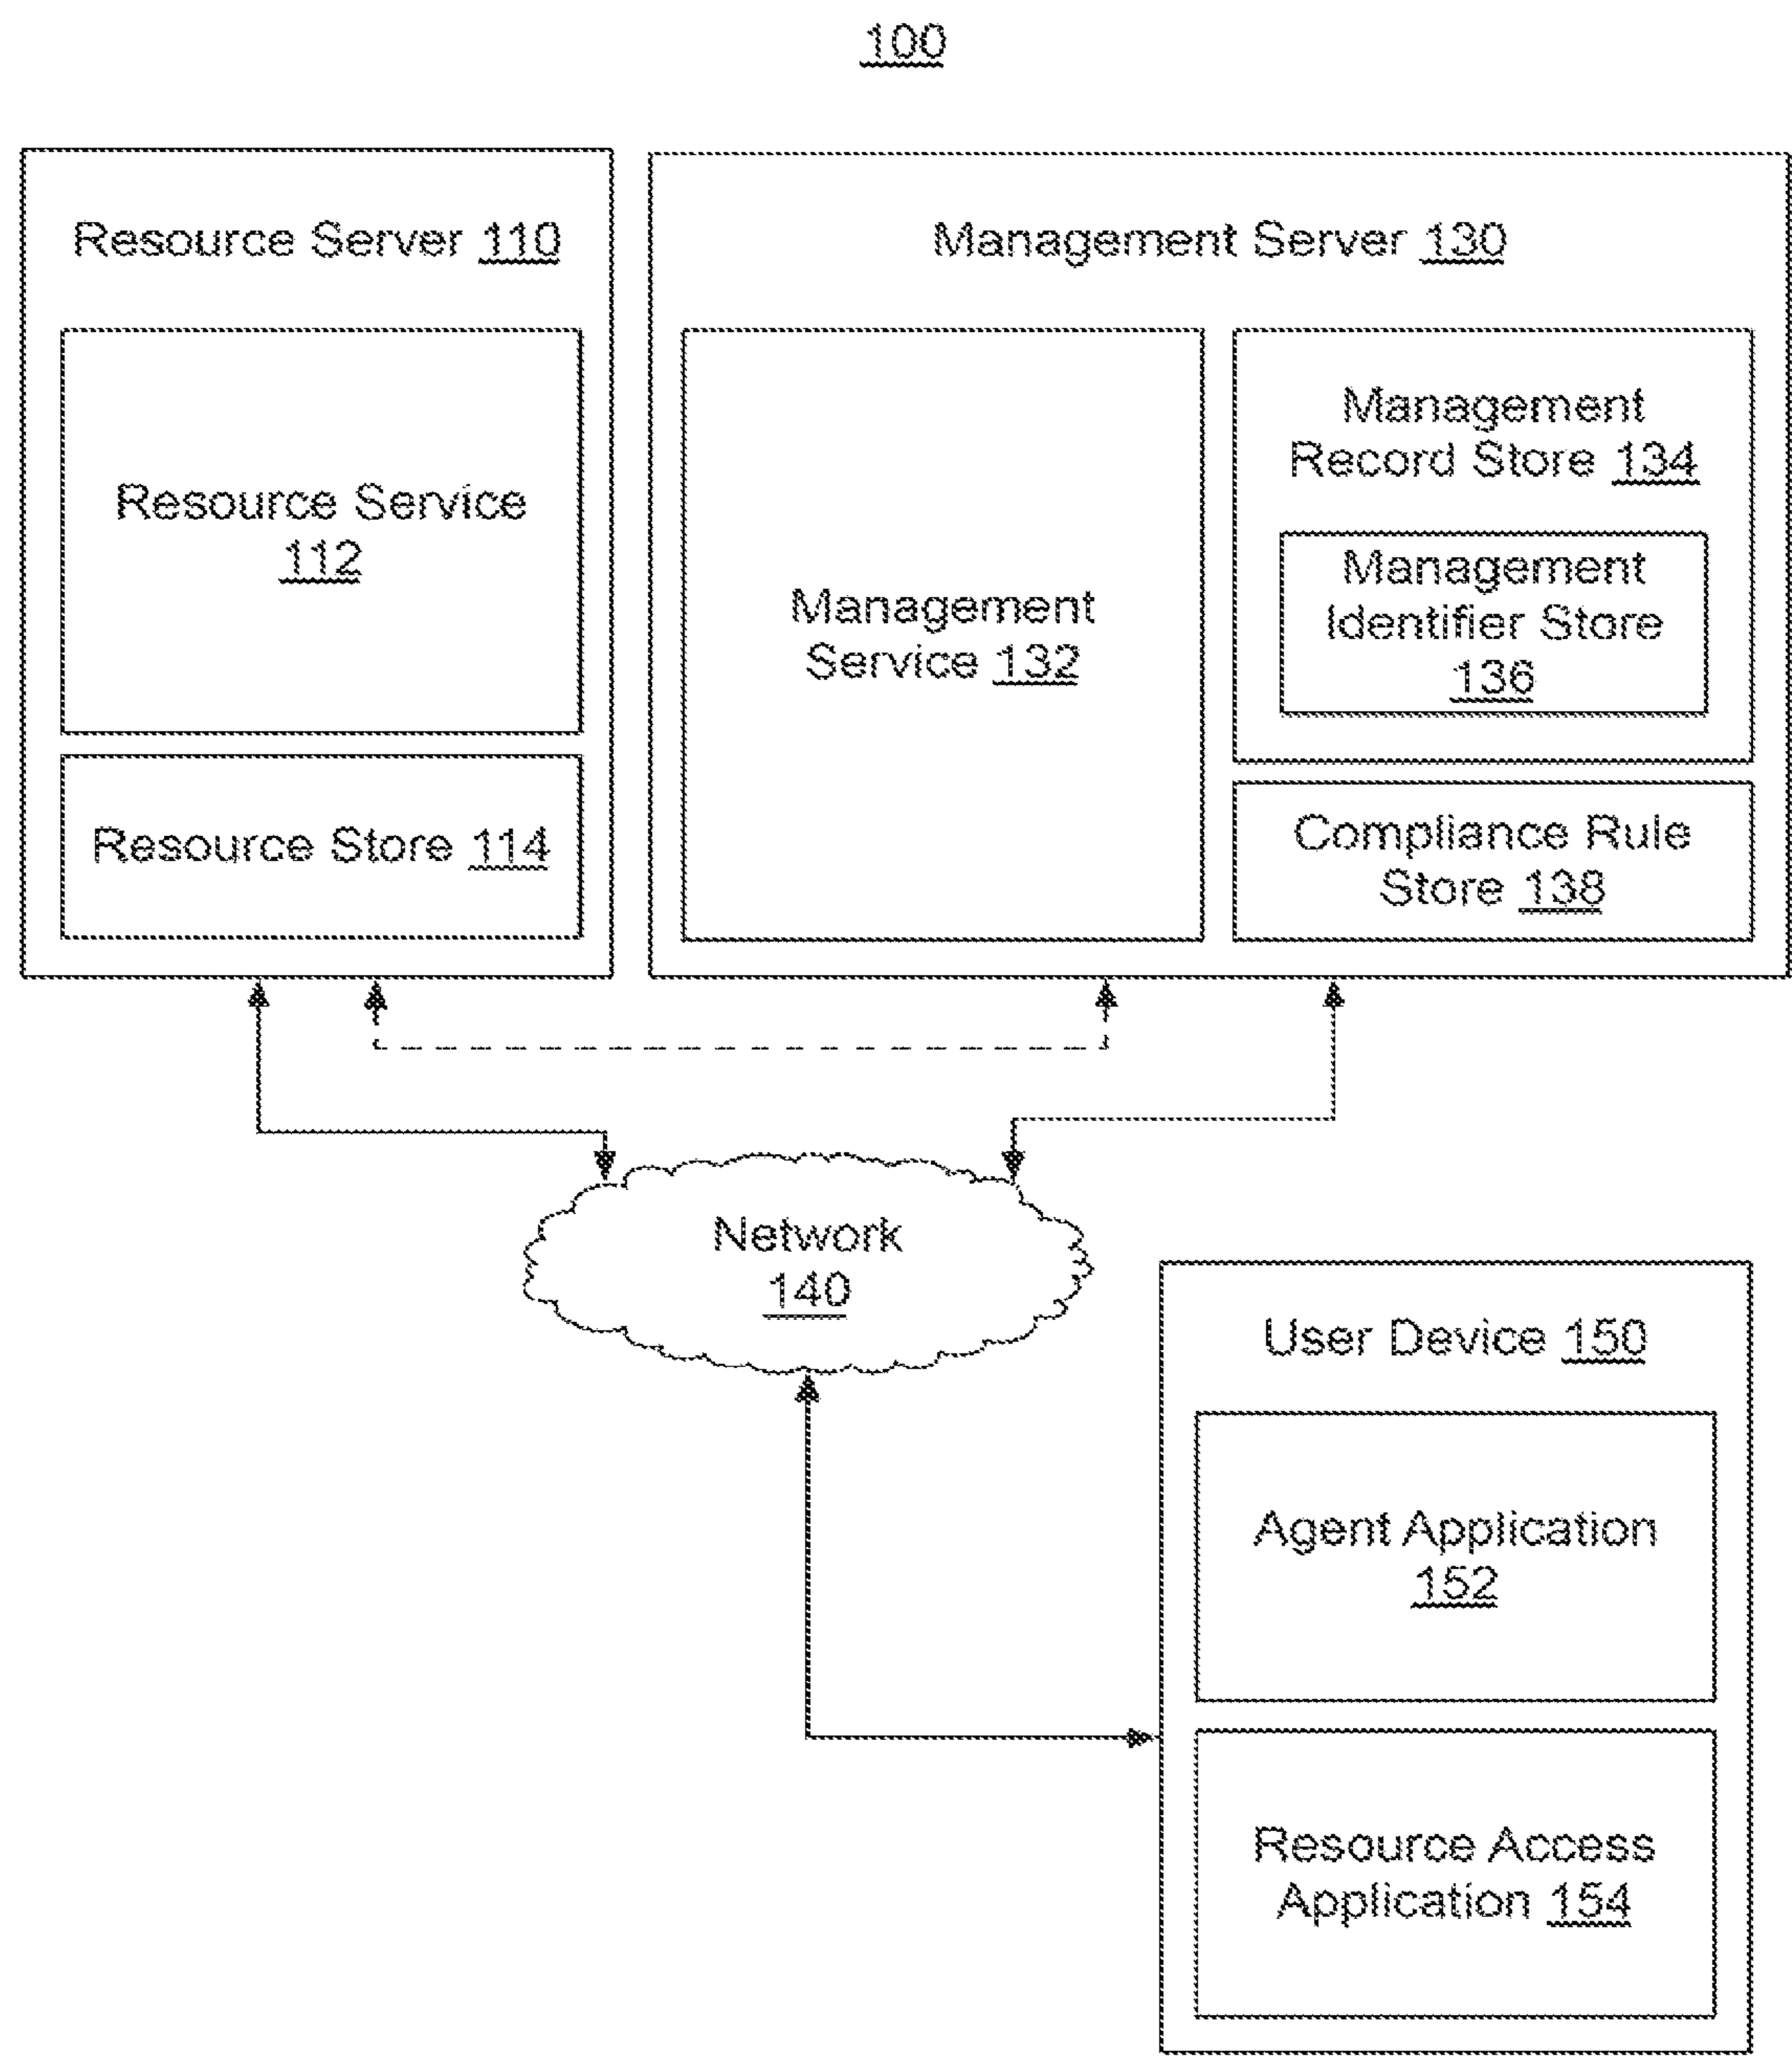 100
Resource Server 110
Resource Service
112
Resource Store 114
Management Server 130
Management
Service 132
Management
Record Store 134
Management
Identifier Store
136
Compliance Rule
Store 138
Network
140
User Device 150
Agent Application
152
Resource Access
Application 154